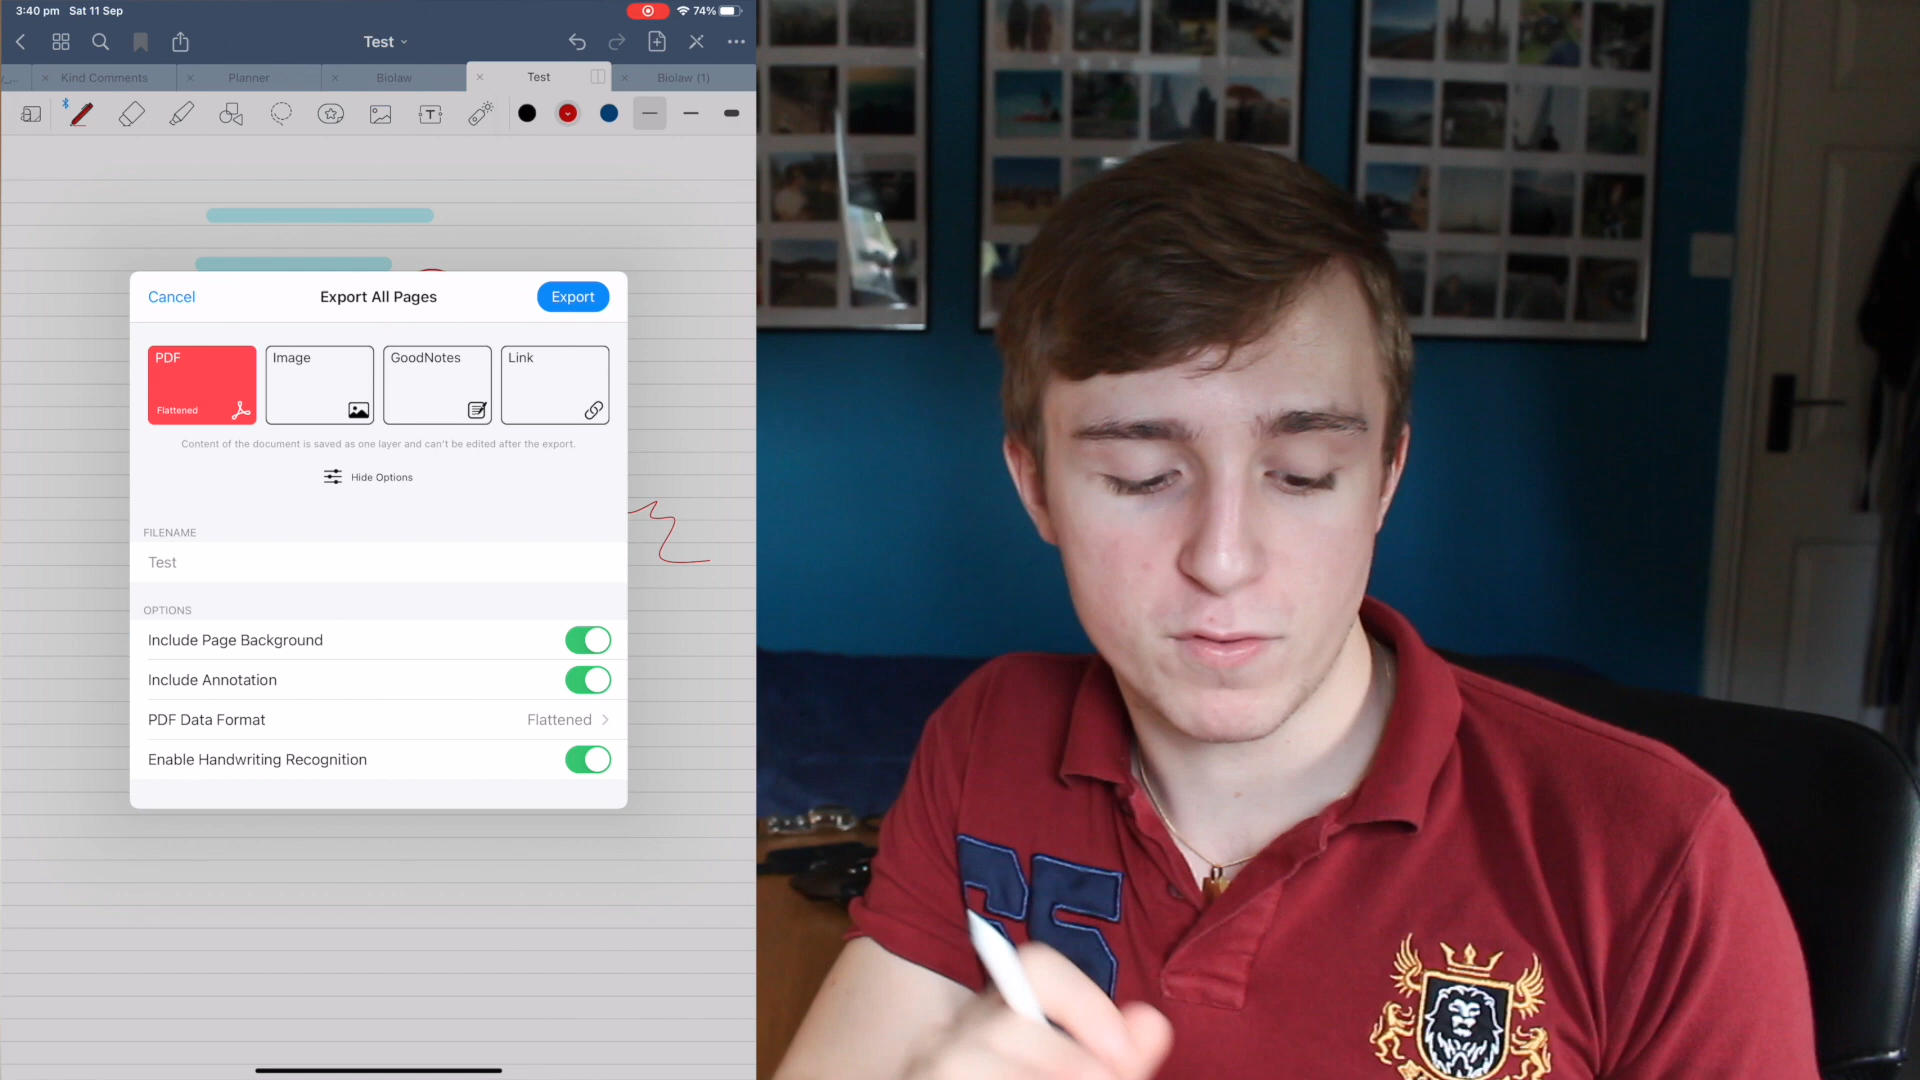 3:40 pm Sat 11 Sep 74%
Test
Kind Comments Planner Biolaw Test Biolaw (1)
T
Cancel Export All Pages Export
PDF Image GoodNotes Link
Flattened
Content of the document is saved as one layer and can't be edited after the export.
Hide Options
FILENAME
Test
OPTIONS
Include Page Background
Include Annotation
PDF Data Format Flattened
Enable Handwriting Recognition